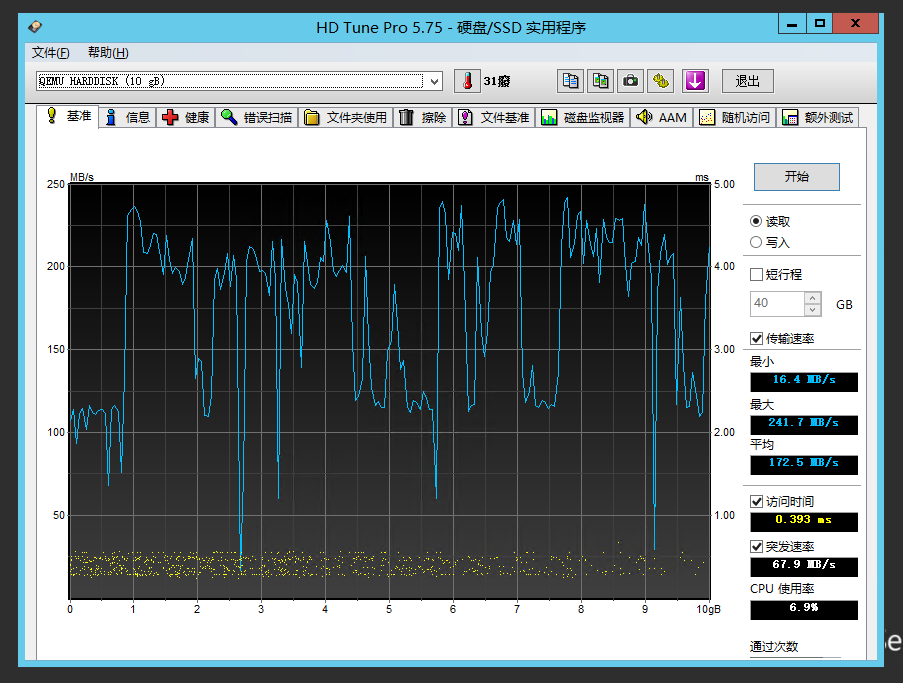 HD Tune Pro 5.75 - 硬盘/SSD 实用程序
文件(F) 帮助(H)
QEMU HARDDISK (10 gB)
31癈
退出
基准 信息 健康 错误扫描 文件夹使用 擦除 文件基准 磁盘监视器 AAM 随机访问 额外测试
MB/s
ms
250
200
150
100
50
5.00
4.00
3.00
2.00
1.00
0 1 2 3 4 5 6 7 8 9 10gB
开始
读取
写入
短行程
40 GB
传输速率
最小
16.4 MB/s
最大
241.7 MB/s
平均
172.5 MB/s
访问时间
0.393 ms
突发速率
67.9 MB/s
CPU 使用率
6.9%
通过次数